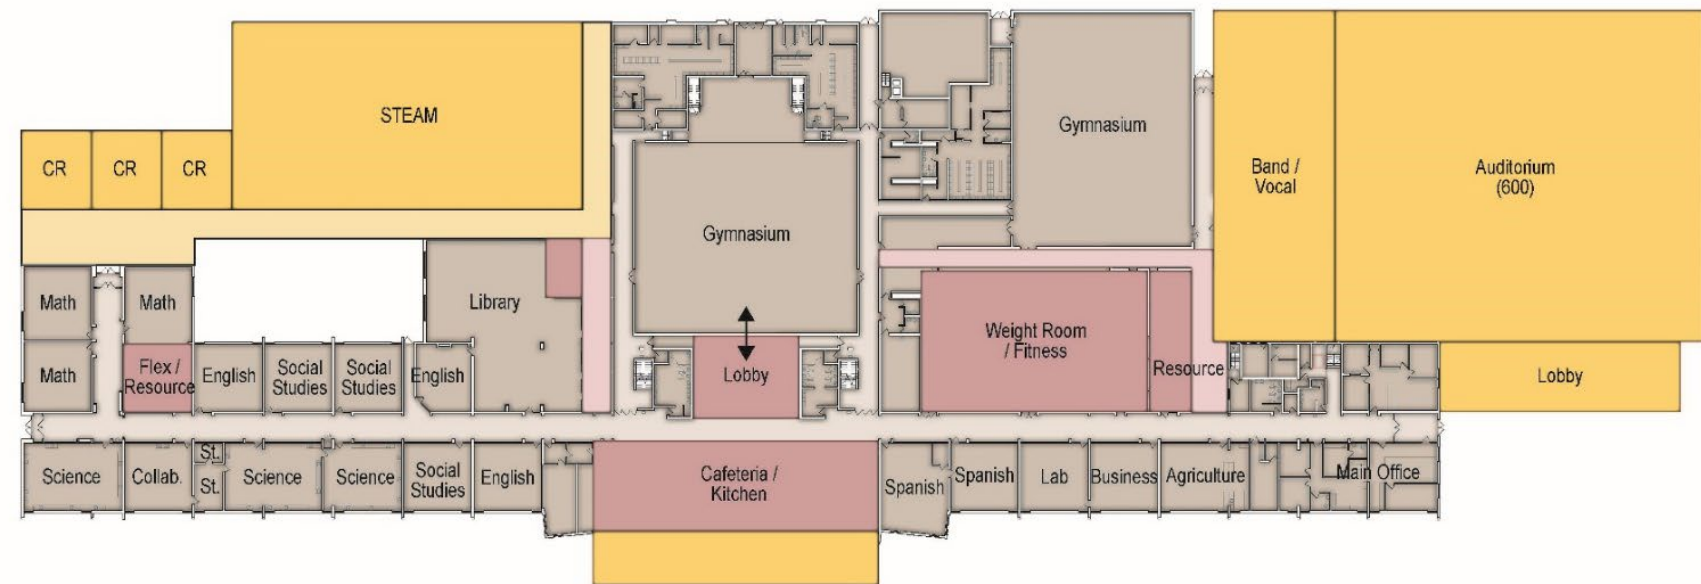 STEAM
CR
CR
CR
Gymnasium
Band /
Vocal
Auditorium
(600)
Gymnasium
Math
Math
Library
Weight Room
/ Fitness
Math
Flex /
Resource
English
Social
Studies
Social
Studies
English
Lobby
Resource
Lobby
Science
Collab.
St.
St.
Science
Science
Social
Studies
English
Cafeteria /
Kitchen
Spanish
Spanish
Lab
Business
Agriculture
Main Office